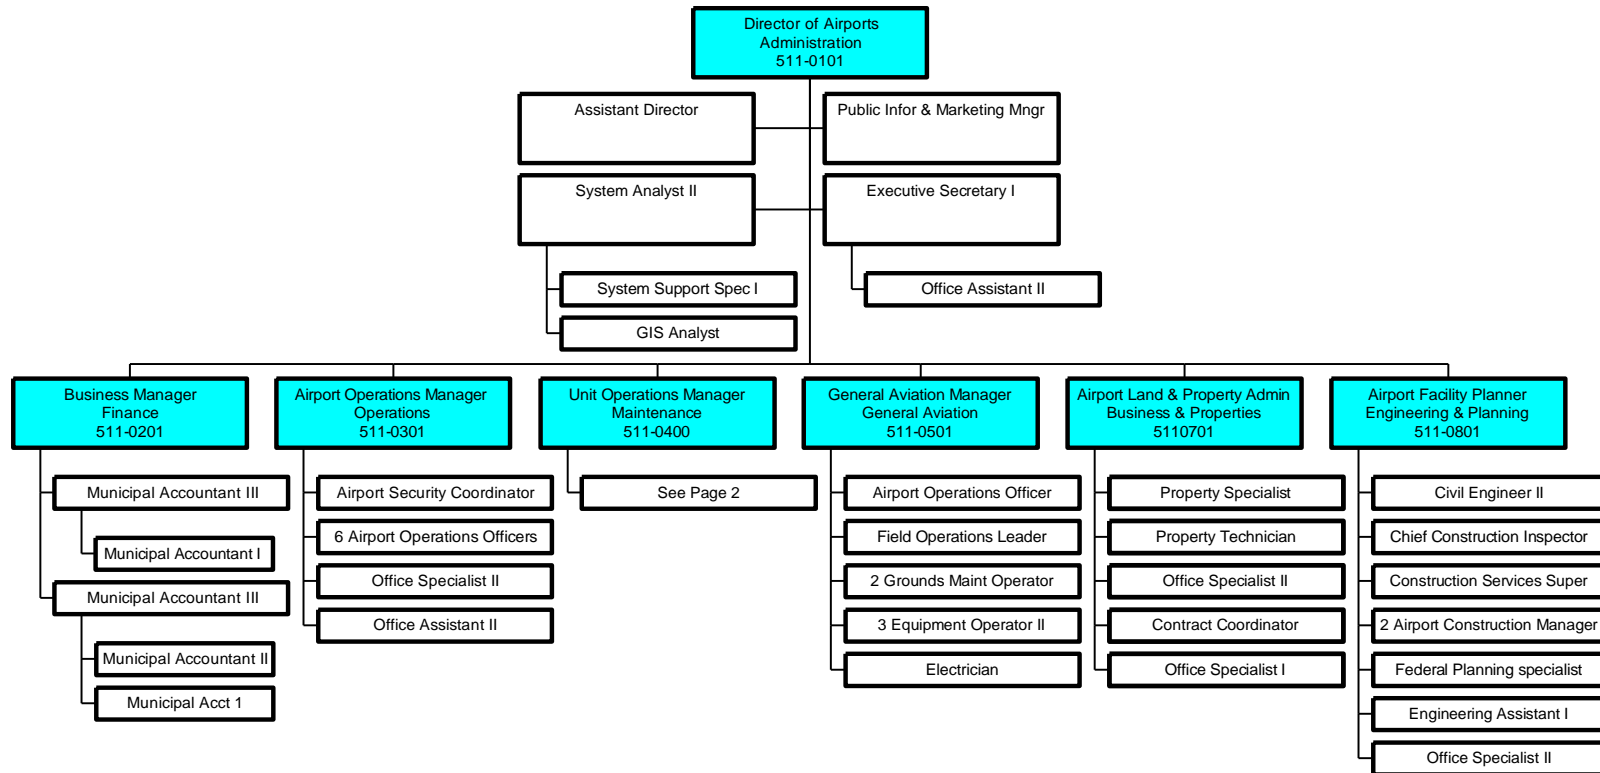 Director of Airports
Administration
511-0101
Assistant Director
Public Infor & Marketing Mngr
System Analyst II
Executive Secretary I
System Support Spec I
Office Assistant II
GIS Analyst
Business Manager
Finance
511-0201
Airport Operations Manager
Operations
511-0301
Unit Operations Manager
Maintenance
511-0400
General Aviation Manager
General Aviation
511-0501
Airport Land & Property Admin
Business & Properties
5110701
Airport Facility Planner
Engineering & Planning
511-0801
Municipal Accountant III
Municipal Accountant I
Municipal Accountant III
Municipal Accountant II
Municipal Acct 1
Airport Security Coordinator
6 Airport Operations Officers
Office Specialist II
Office Assistant II
See Page 2
Airport Operations Officer
Field Operations Leader
2 Grounds Maint Operator
3 Equipment Operator II
Electrician
Property Specialist
Property Technician
Office Specialist II
Contract Coordinator
Office Specialist I
Civil Engineer II
Chief Construction Inspector
Construction Services Super
2 Airport Construction Manager
Federal Planning specialist
Engineering Assistant I
Office Specialist II